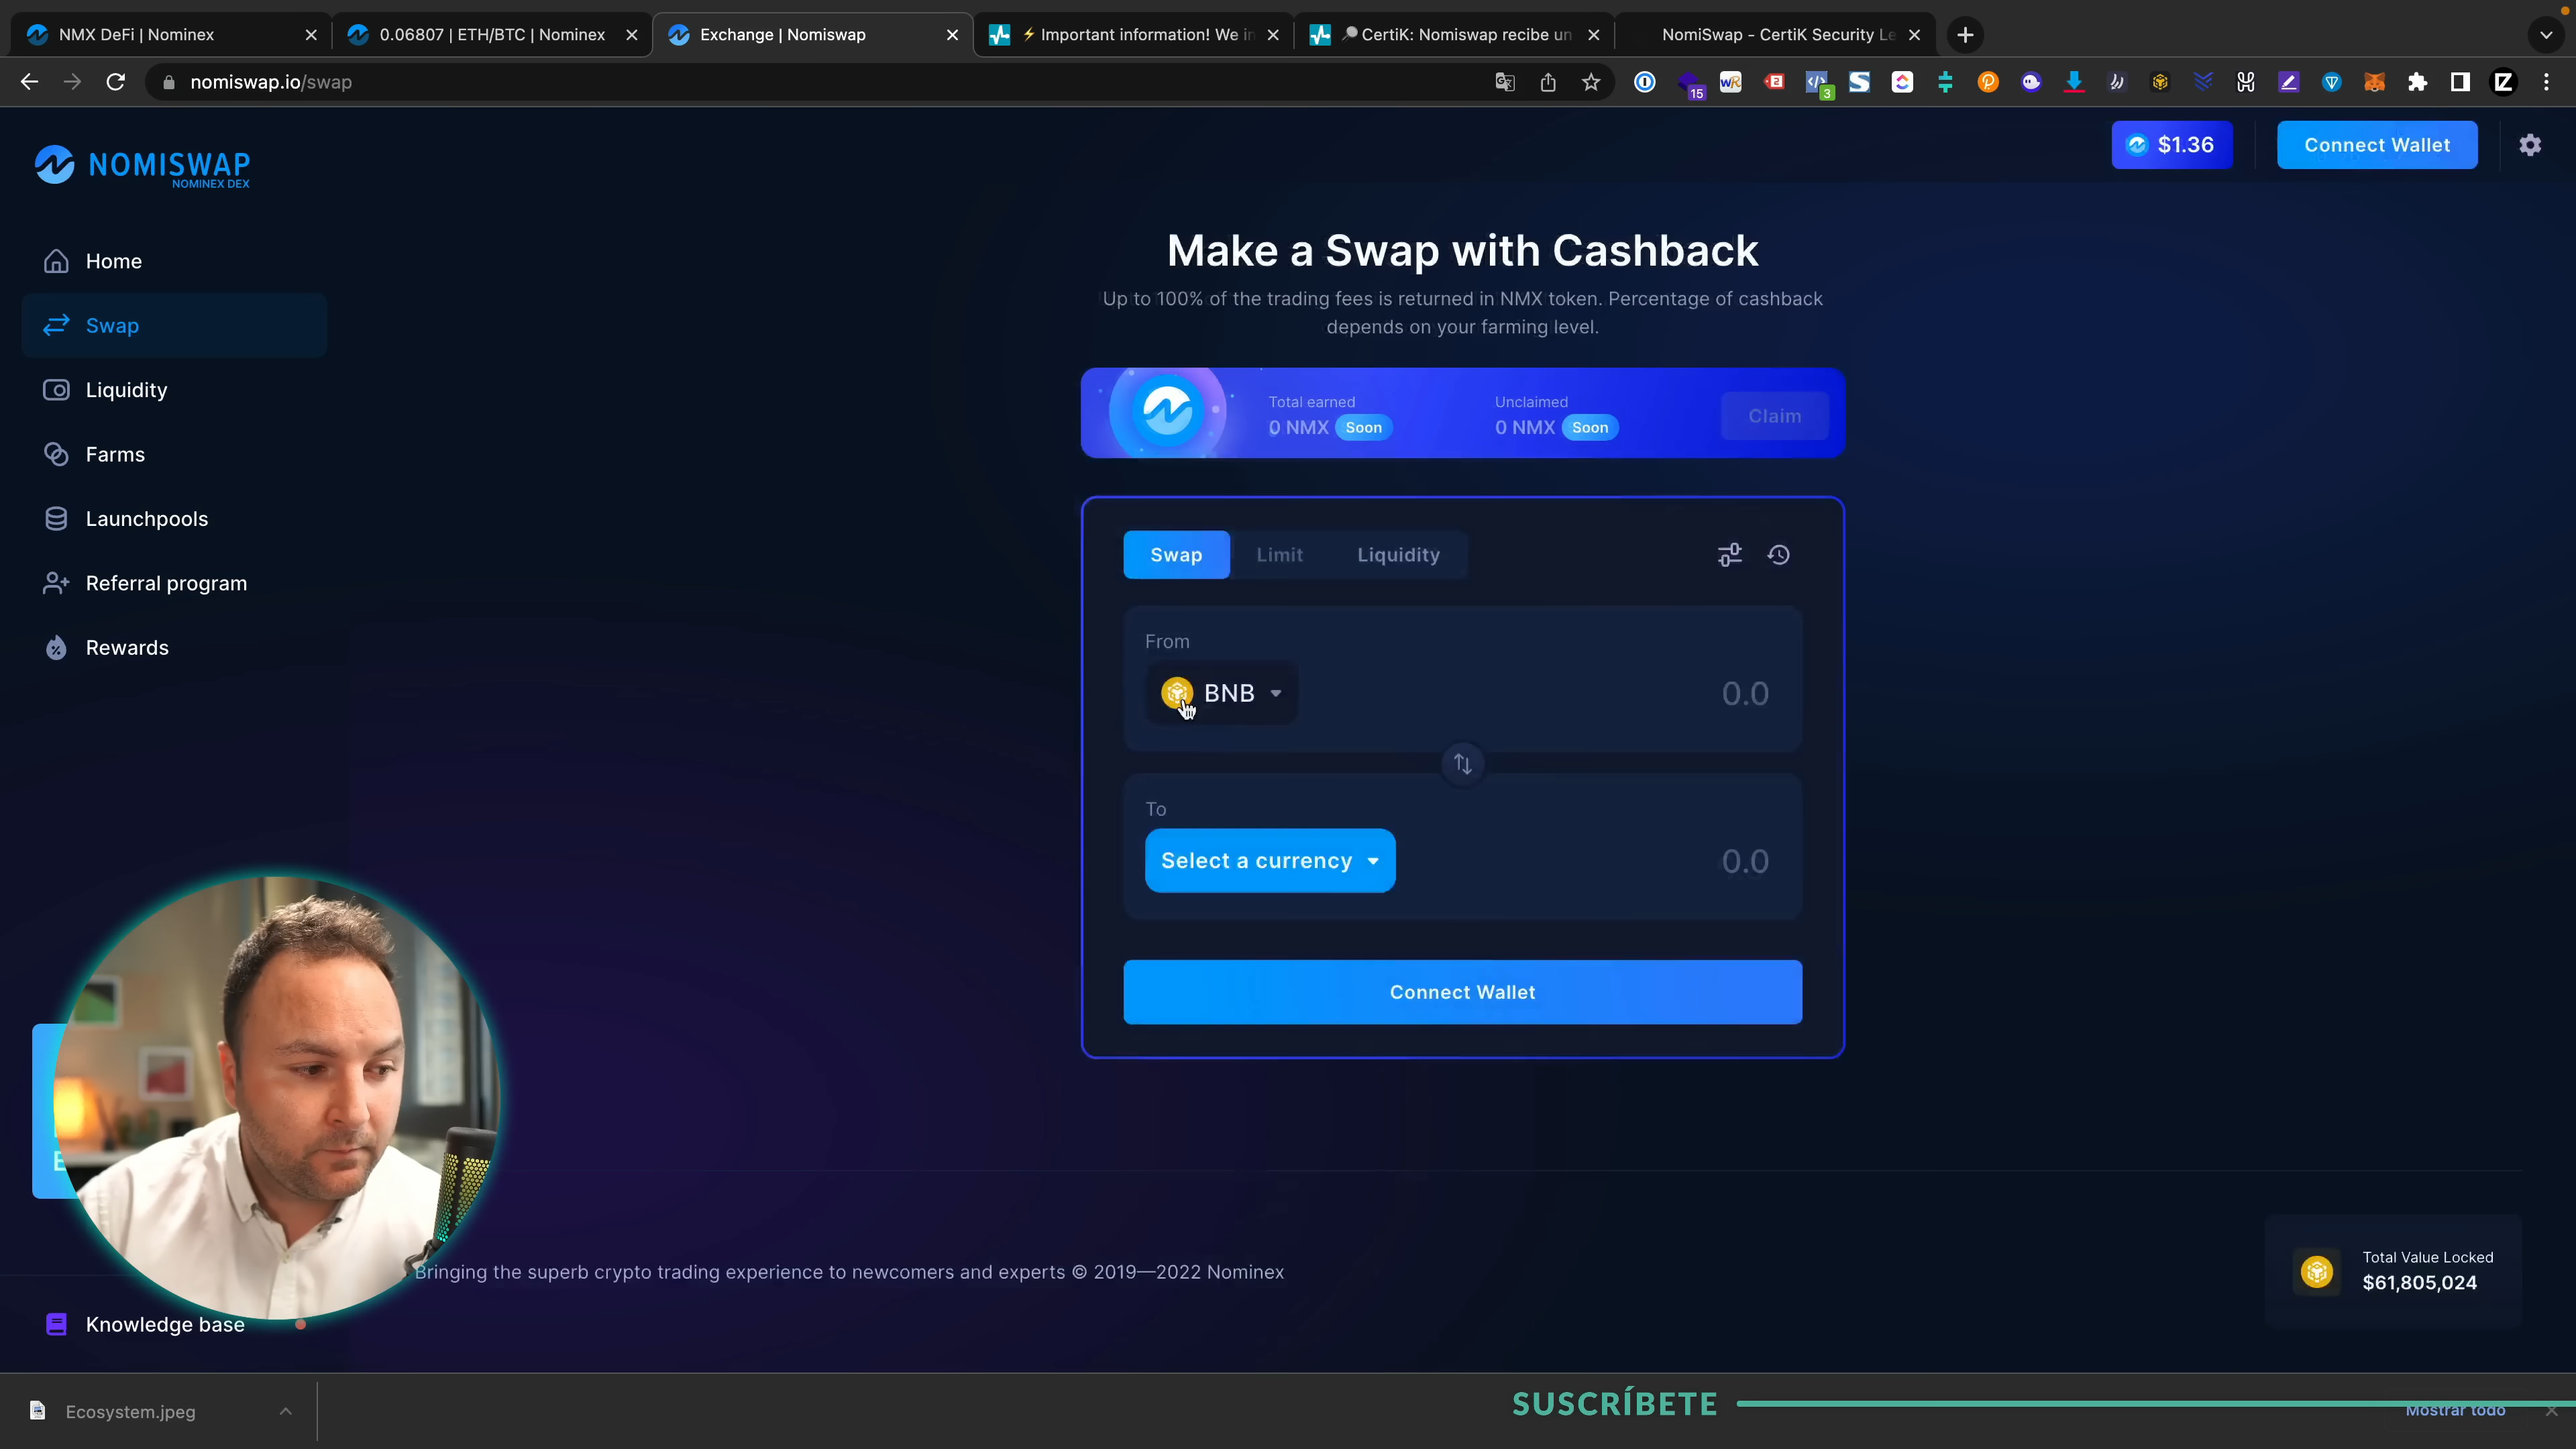 NMX DeFi | Nominex
0.06807 | ETH/BTC | Nominex
Exchange | Nomiswap
⚡ Important information! We i
CertiK: Nomiswap recibe un
NomiSwap - CertiK Security Le
nomiswap.io/swap
15
3
NOMISWAP
NOMINEX DEX
$1.36
Connect Wallet
Home
Swap
Liquidity
Farms
Launchpools
Referral program
Rewards
Make a Swap with Cashback
Up to 100% of the trading fees is returned in NMX token. Percentage of cashback
depends on your farming level.
Total earned
0 NMX Soon
Unclaimed
0 NMX Soon
Claim
Swap
Limit
Liquidity
From
BNB
0.0
To
Select a currency
0.0
Connect Wallet
Bringing the superb crypto trading experience to newcomers and experts © 2019—2022 Nominex
Total Value Locked
$61,805,024
Knowledge base
Ecosystem.jpeg
SUSCRÍBETE
Mostrar todo